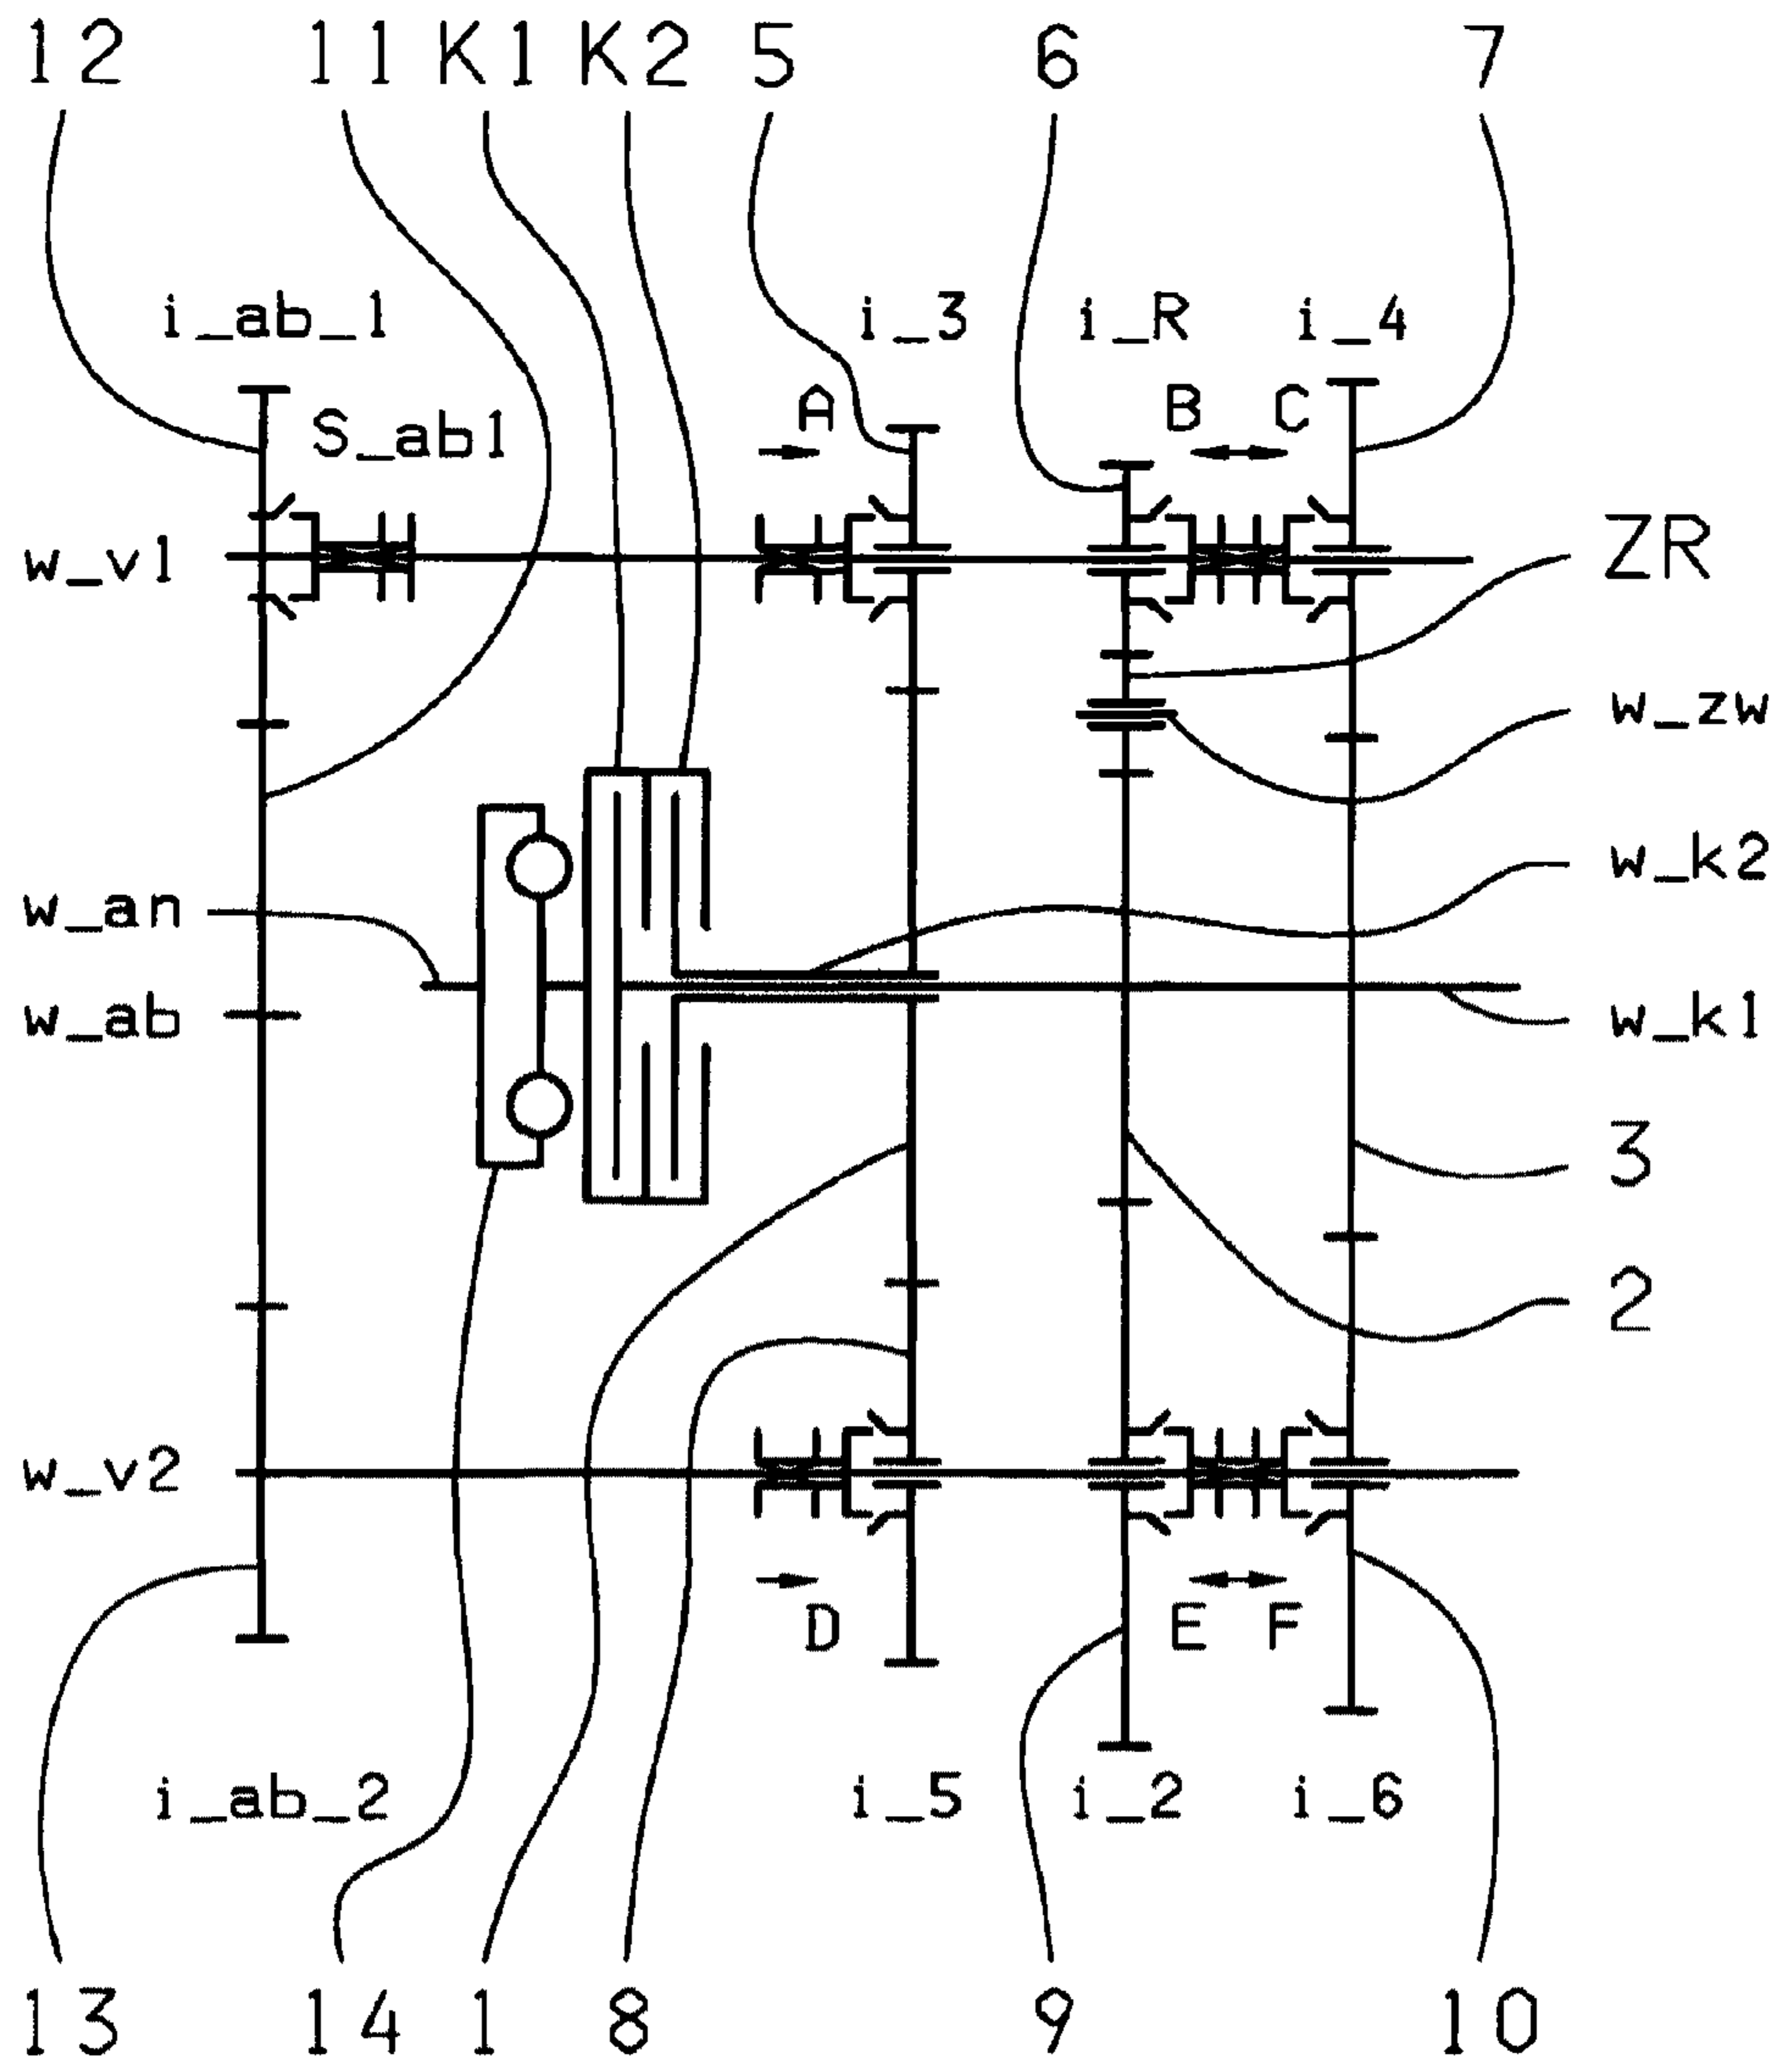 12 11 K1 K2 5 6 7
i_ab_1 i_3 i_R i_4
S_ab1 A B C
w_v1 ZR
w_zw
w_k2
w_an
w_ab w_k1
3
2
w_v2
D E F
i_ab_2 i_5 i_2 i_6
13 14 1 8 9 10